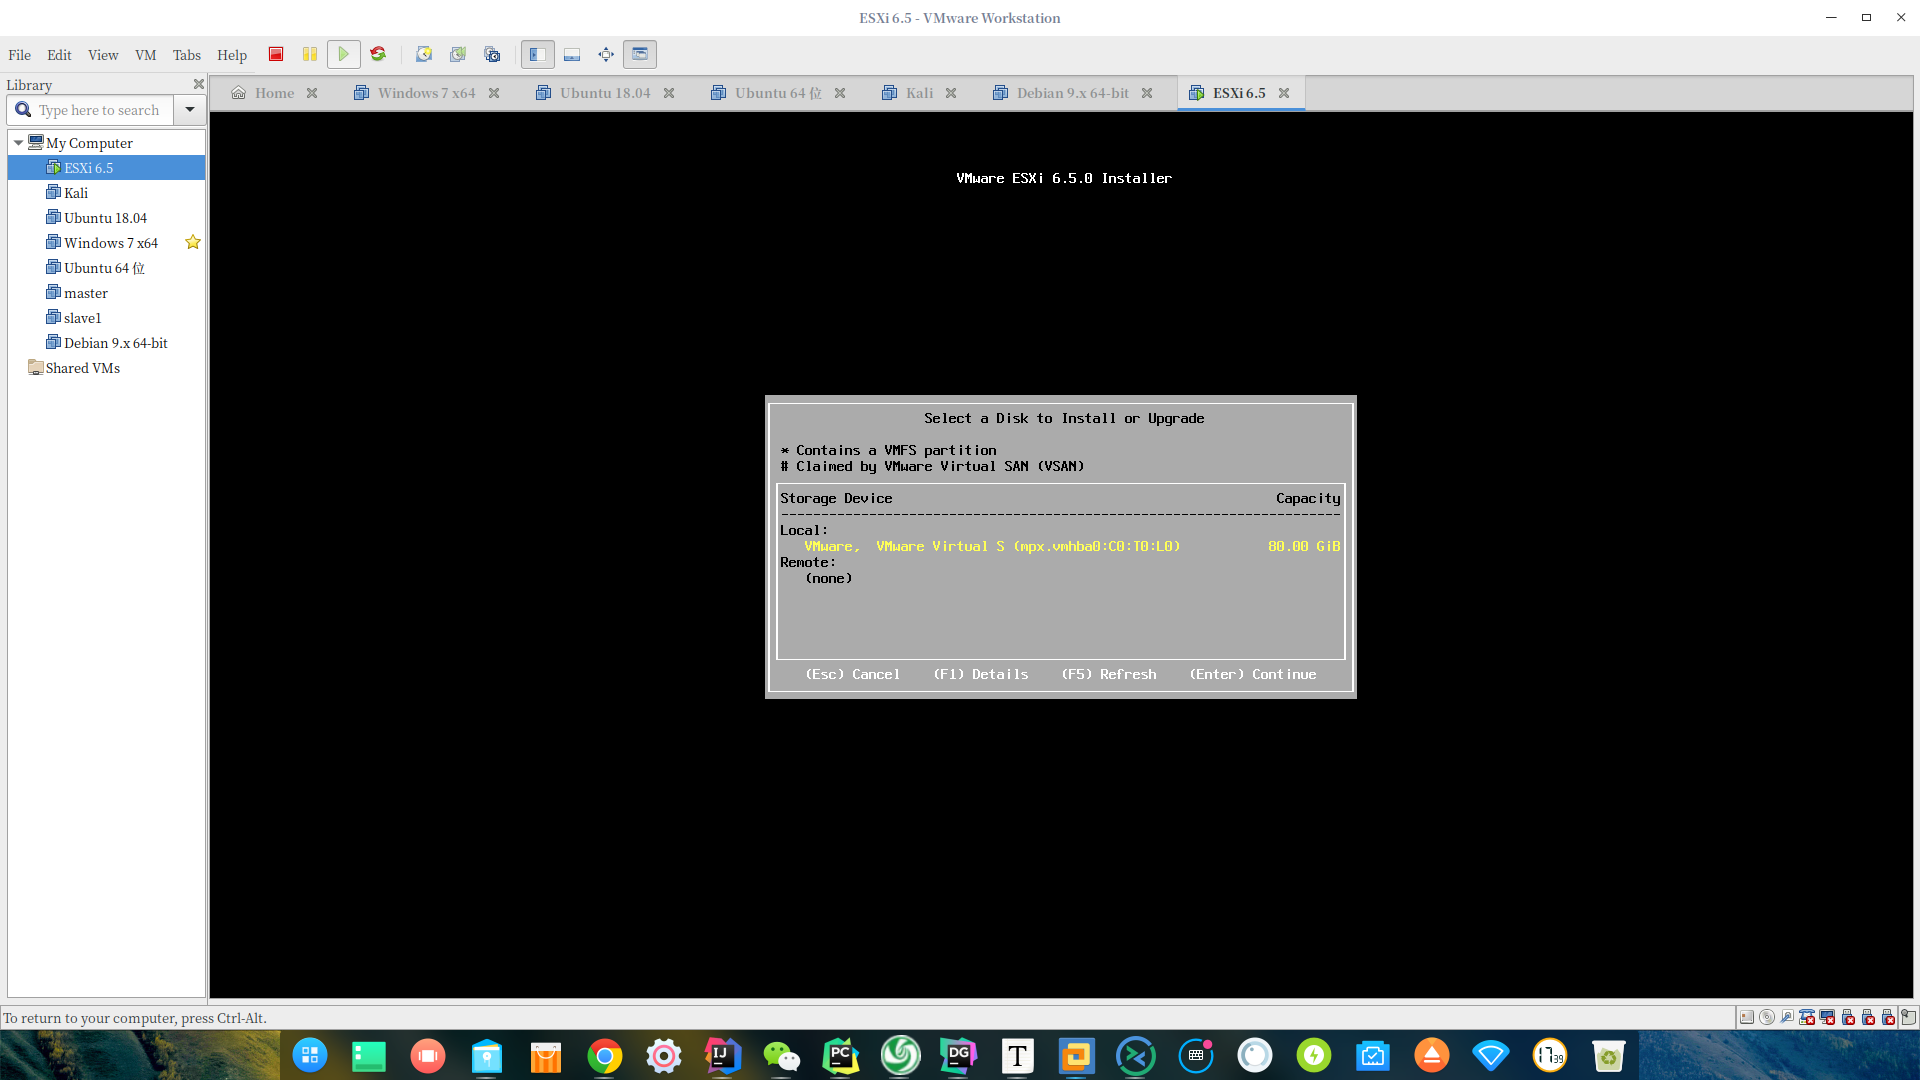 ESXi 6.5 - VMware Workstation
File Edit View VM Tabs Help
Library
Type here to search
My Computer
ESXi 6.5
Kali
Ubuntu 18.04
Windows 7 x64
Ubuntu 64 位
master
slave1
Debian 9.x 64-bit
Shared VMs
Home Windows 7 x64 Ubuntu 18.04 Ubuntu 64 位 Kali Debian 9.x 64-bit ESXi 6.5
VMware ESXi 6.5.0 Installer
Select a Disk to Install or Upgrade
* Contains a VMFS partition
# Claimed by VMware Virtual SAN (VSAN)
Storage Device Capacity
Local:
VMware, VMware Virtual S (mpx.vmhba0:C0:T0:L0) 80.00 GiB
Remote:
(none)
(Esc) Cancel (F1) Details (F5) Refresh (Enter) Continue
To return to your computer, press Ctrl-Alt.
IJ PC DG T 17 39